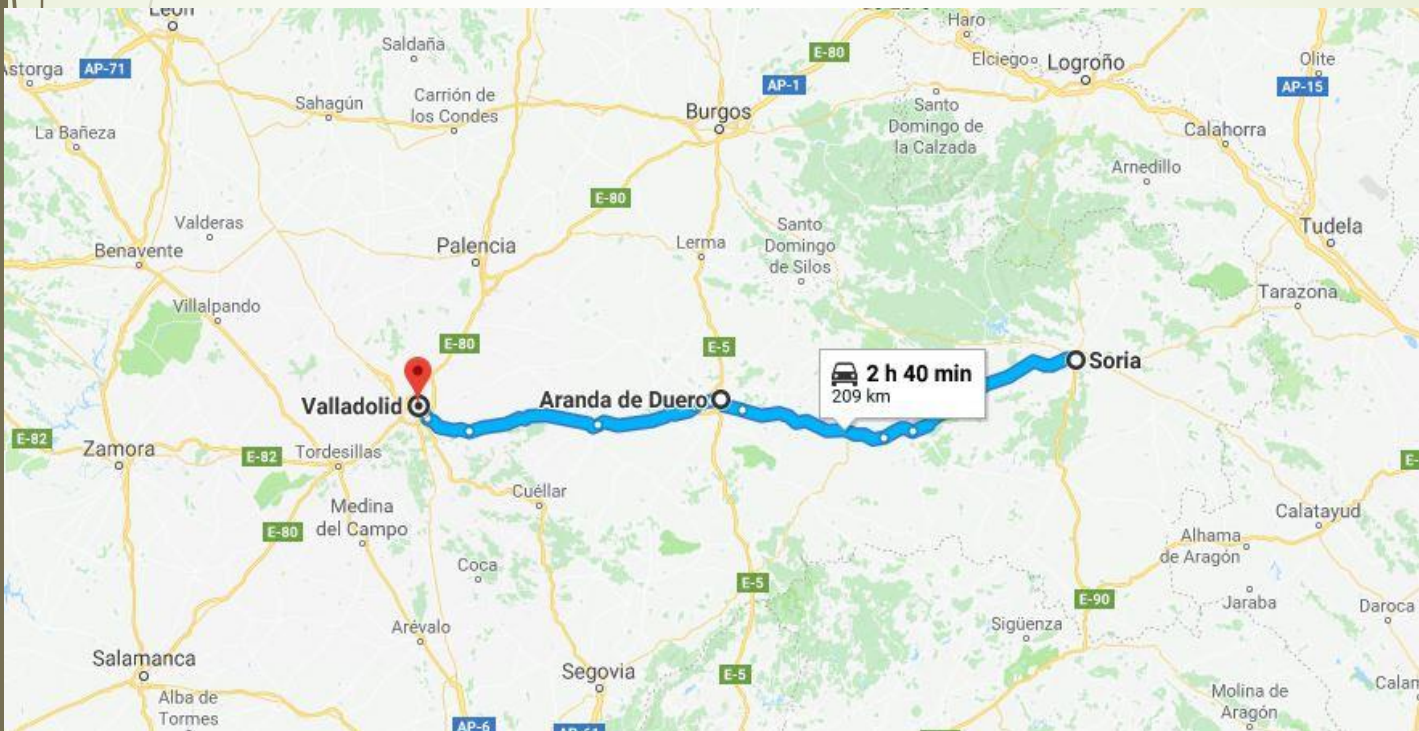 León
Haro
Saldaña
E-80
Elciego
Logroño
Olite
AP-71
AP-1
AP-15
Sahagún
Carrión de
los Condes
Burgos
Santo
Domingo de
la Calzada
La Bañeza
Calahorra
Arnedillo
E-80
Valderas
Santo
Domingo
de Silos
Tudela
Benavente
Palencia
Lerma
Tarazona
Villalpando
E-80
E-5
2 h 40 min
209 km
Soria
Valladolid
Aranda de Duero
E-82
Zamora
E-82
Tordesillas
Cuéllar
Medina
del Campo
E-80
Calatayud
Alhama
de Aragón
Coca
E-5
E-90
Jaraba
Daroca
Arévalo
Sigüenza
Salamanca
Segovia
E-5
Alba de
Tormes
Molina de
Aragón
AP-6